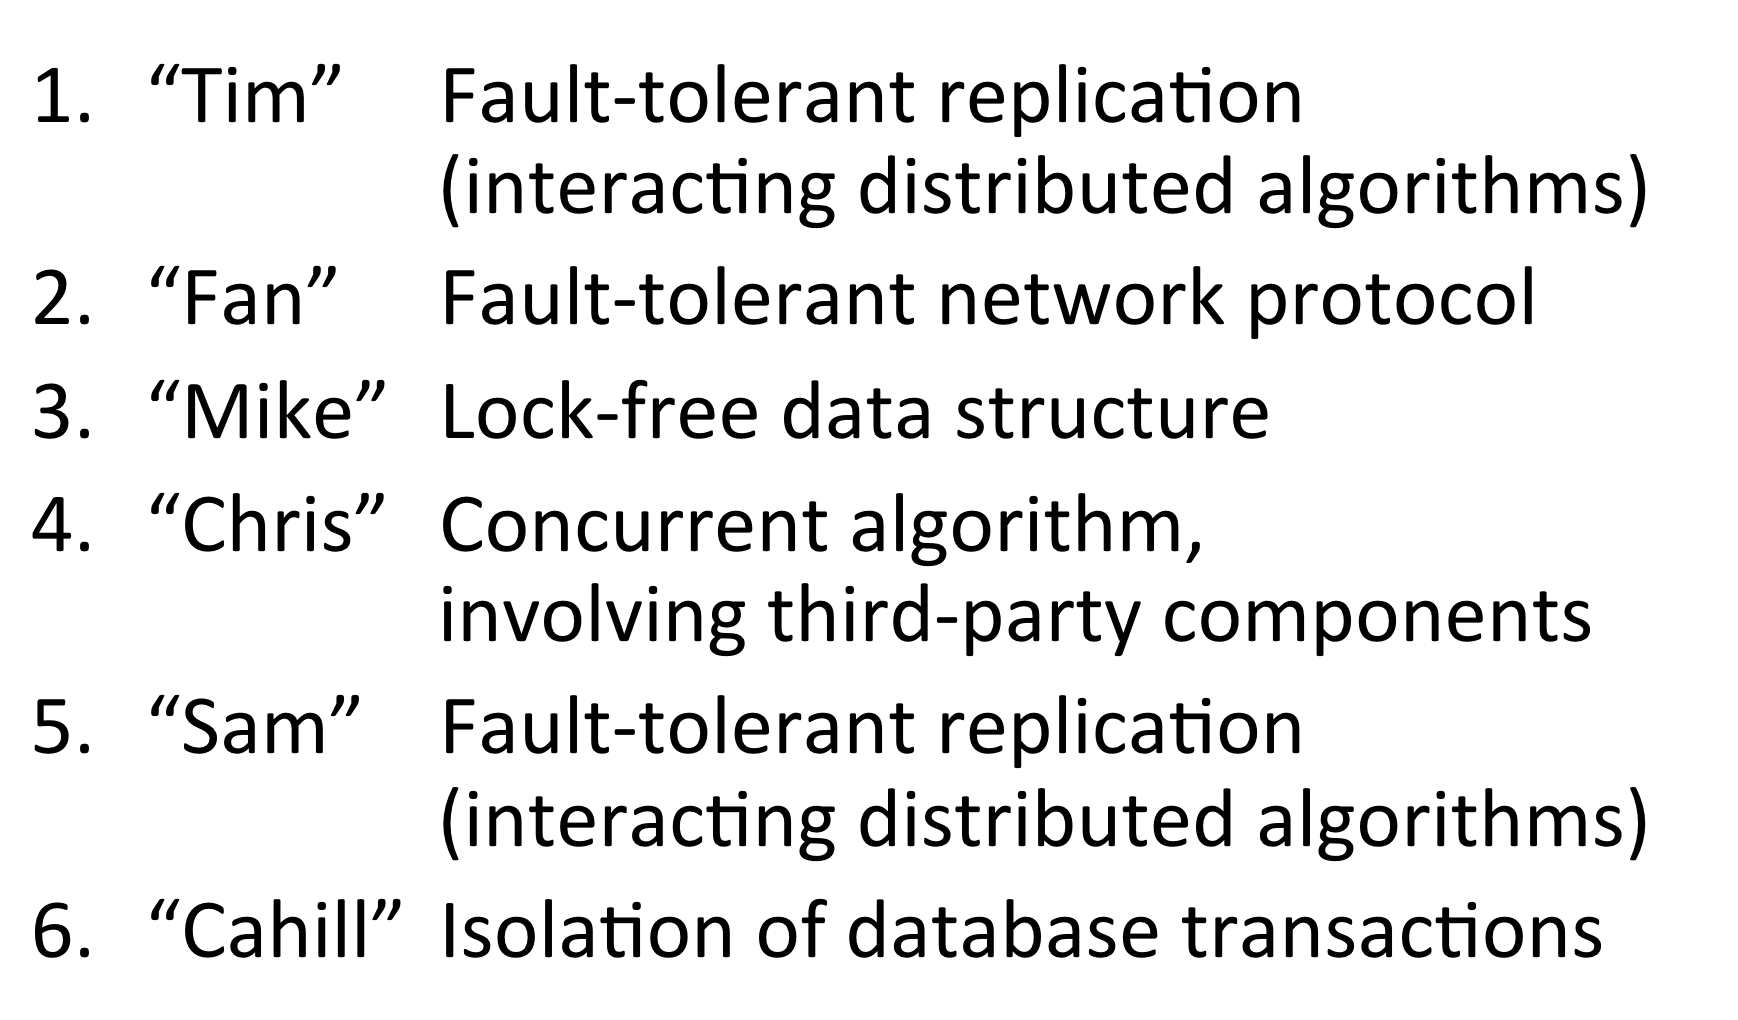 1. “Tim” Fault-tolerant replication
(interacting distributed algorithms)
2. “Fan” Fault-tolerant network protocol
3. “Mike” Lock-free data structure
4. “Chris” Concurrent algorithm,
involving third-party components
5. “Sam” Fault-tolerant replication
(interacting distributed algorithms)
6. “Cahill” Isolation of database transactions